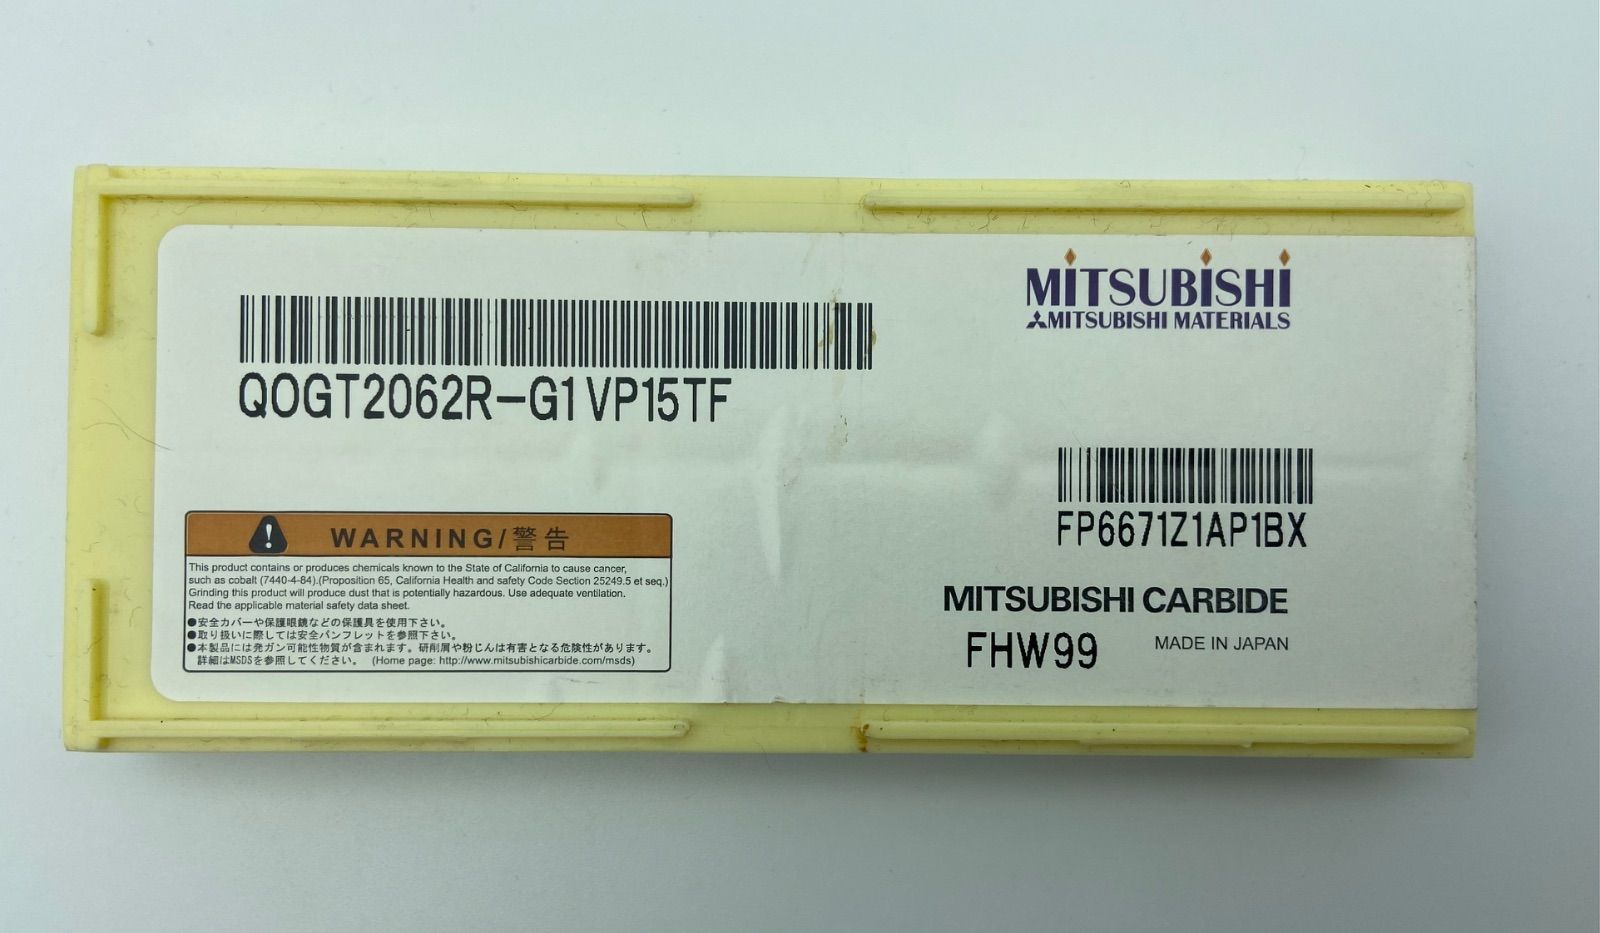 MITSUBISHI
MITSUBISHI MATERIALS
QOGT2062R-G1 VP15TF
FP6671Z1AP1BX
WARNING/警告
This product contains or produces chemicals known to the State of California to cause cancer,
such as cobalt (7440-4-84).(Proposition 65, California Health and safety Code Section 25249.5 et seq.)
Grinding this product will produce dust that is potentially hazardous. Use adequate ventilation.
Read the applicable material safety data sheet.
●安全カバーや保護眼鏡などの保護具を使用下さい。
●取り扱いに際しては安全パンフレットを参照下さい。
●本製品には発ガン可能性物質が含まれます。研削屑や粉じんは有害となる危険性があります。
詳細はMSDSを参照してください。 (Home page: http://www.mitsubishicarbide.com/msds)
MITSUBISHI CARBIDE
FHW99 MADE IN JAPAN